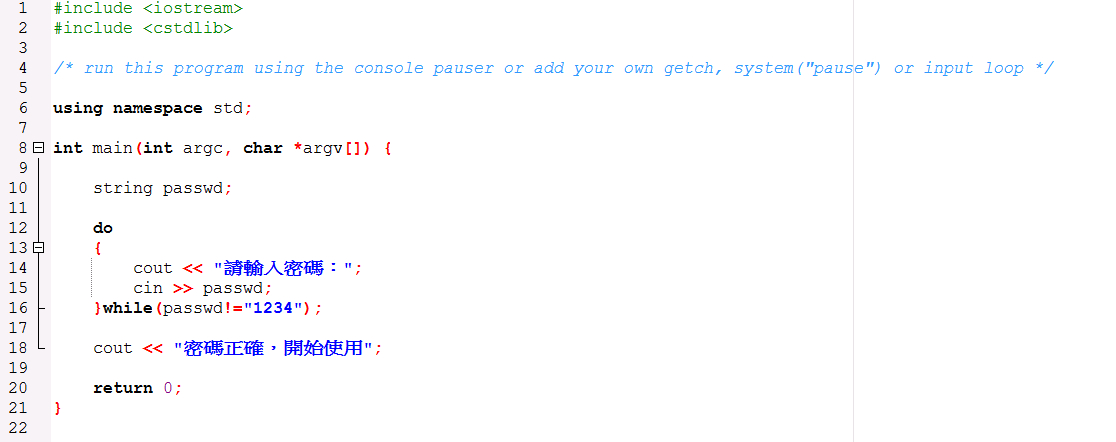 1 #include <iostream>
2 #include <cstdlib>
3
4 /* run this program using the console pauser or add your own getch, system("pause") or input loop */
5
6 using namespace std;
7
8 int main(int argc, char *argv[]) {
9
10 string passwd;
11
12 do
13 {
14 cout << "請輸入密碼：";
15 cin >> passwd;
16 }while(passwd!="1234");
17
18 cout << "密碼正確，開始使用";
19
20 return 0;
21 }
22